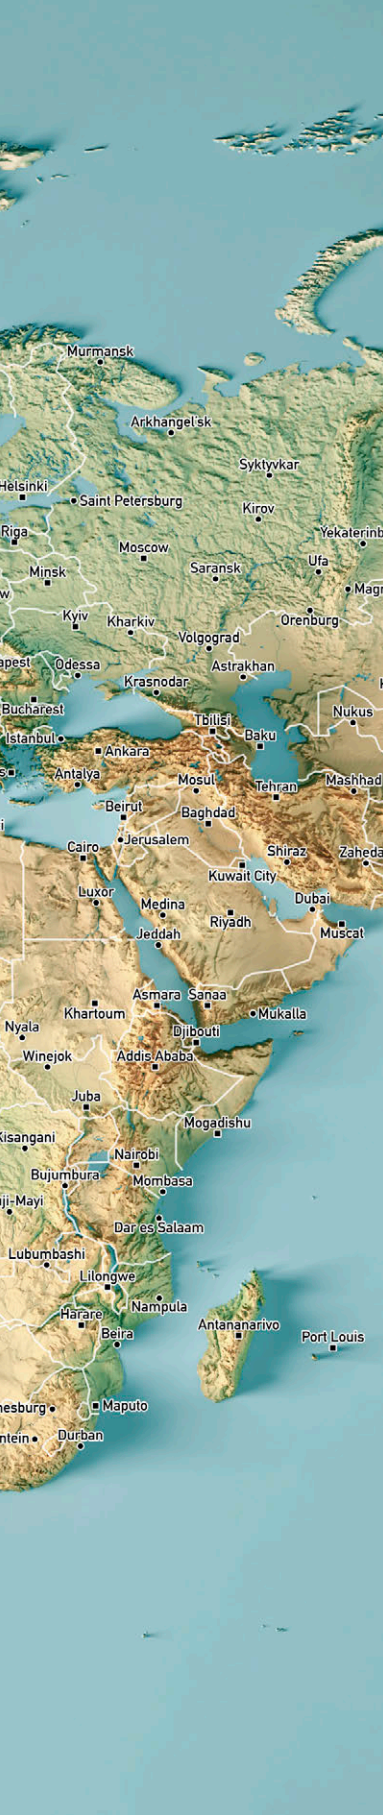 Murmansk
Arkhangel'sk
Syktyvkar
Helsinki
Saint Petersburg
Kirov
Riga
Yekaterinb
Moscow
Ufa
Minsk
Saransk
Magn
w
Kyiv
Kharkiv
Orenburg
Volgograd
apest
Odessa
Astrakhan
Krasnodar
Bucharest
Nukus
Tbilisi
Istanbul
Baku
Ankara
s
Antalya
Mosul
Tehran
Mashhad
Beirut
Baghdad
i
Cairo
Jerusalem
Shiraz
Zaheda
Kuwait City
Luxor
Medina
Dubai
Riyadh
Jeddah
Muscat
Asmara
Sanaa
Khartoum
Mukalla
Nyala
Djibouti
Winejok
Addis Ababa
Juba
Mogadishu
Kisangani
Nairobi
Bujumbura
Mombasa
uji-Mayi
Dar es Salaam
Lubumbashi
Lilongwe
Nampula
Harare
Antananarivo
Beira
Port Louis
nesburg
Maputo
ntein
Durban